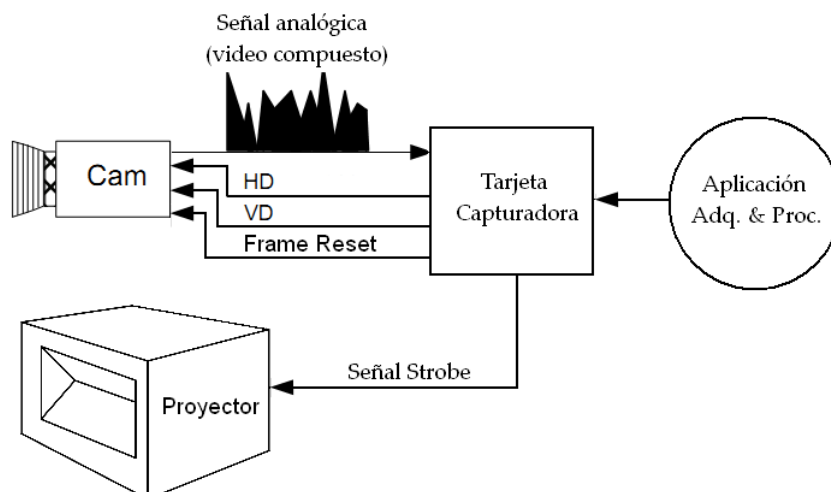 Señal analógica
(video compuesto)
Cam
HD
VD
Frame Reset
Tarjeta
Capturadora
Aplicación
Adq. & Proc.
Señal Strobe
Proyector